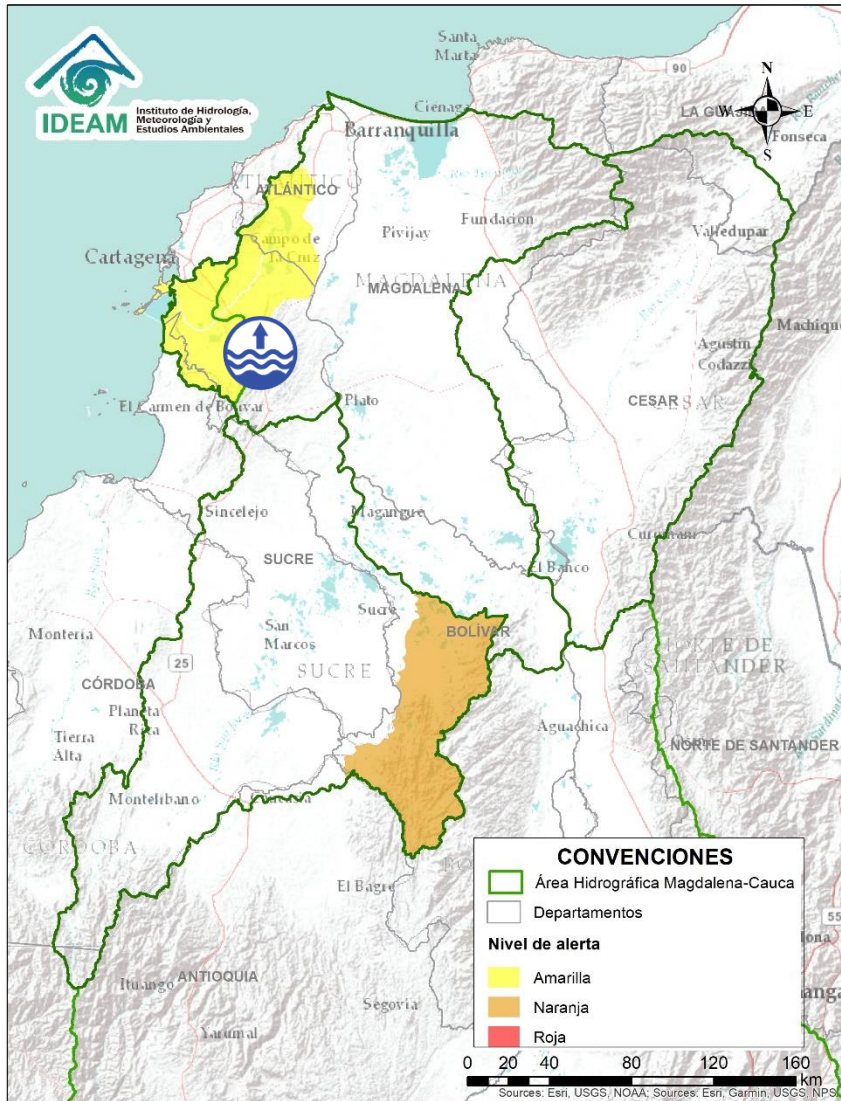 IDEAM
Instituto de Hidrología,
Meteorología y
Estudios Ambientales
Santa
Marta
90
N
W
E
S
LA GUAJIRA
Fonseca
Ciénaga
Barranquilla
ATLÁNTICO
Fundación
Valledupar
Pivijay
Campo de
la Cruz
Cartagena
MAGDALENA
MAGDALENA
Machique
Agustín
Codazzi
El Carmen de Bolívar
Plato
CESAR
CESAR
Sincelejo
Magangué
Curumaní
SUCRE
El Banco
Sucre
Montería
San
Marcos
BOLÍVAR
NORTE DE
SANTANDER
25
SUCRE
CÓRDOBA
Planeta
Rica
Aguachica
Tierra
Alta
NORTE DE SANTANDER
Montelíbano
CÓRDOBA
El Bagre
ANTIOQUIA
Ituango
Segovia
Yarumal
55
CONVENCIONES
Área Hidrográfica Magdalena-Cauca
Departamentos
Nivel de alerta
Amarilla
Naranja
Roja
0 20 40 80 120 160
km
Sources: Esri, USGS, NOAA; Sources: Esri, Garmin, USGS, NPS